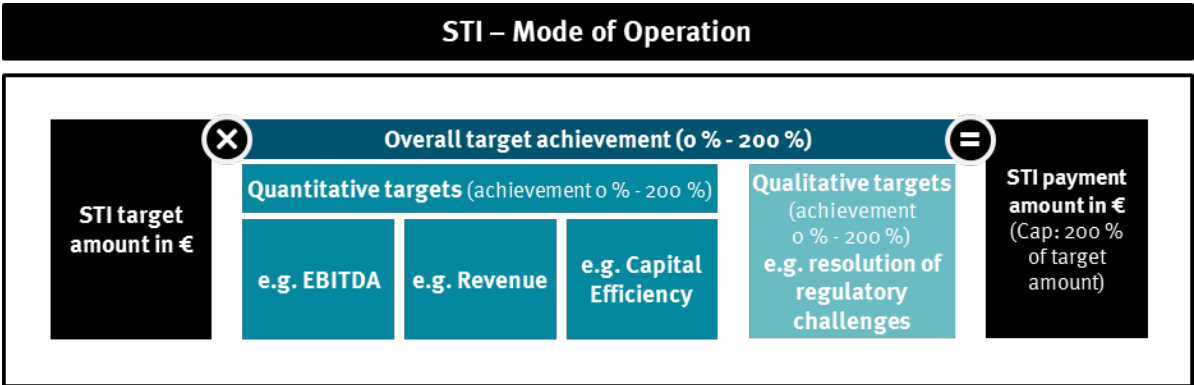 STI – Mode of Operation
STI target
amount in €
×
Overall target achievement (0 % - 200 %)
Quantitative targets (achievement 0 % - 200 %)
e.g. EBITDA
e.g. Revenue
e.g. Capital
Efficiency
Qualitative targets
(achievement
0 % - 200 %)
e.g. resolution of
regulatory
challenges
=
STI payment
amount in €
(Cap: 200 %
of target
amount)